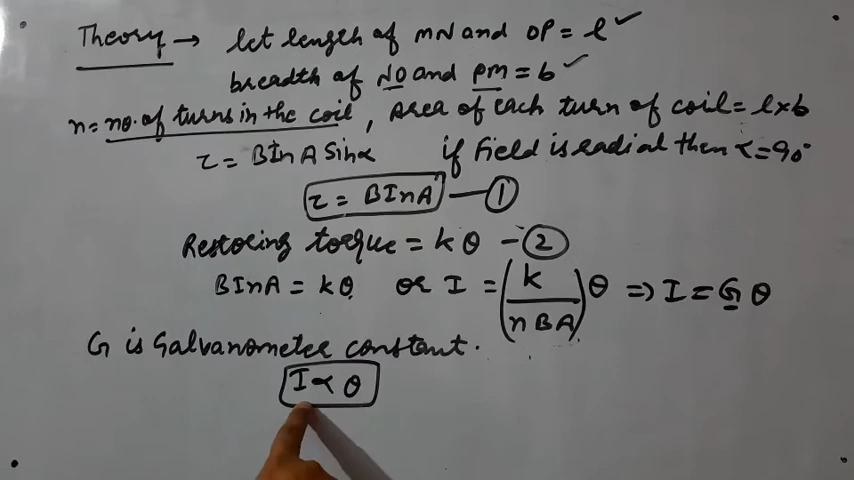 Theory → let length of MN and OP = l ✓
breadth of NO and PM = b ✓
n = no. of turns in the coil, Area of each turn of coil = l×b
τ = BInA Sinα if Field is radial then α = 90°
τ = BInA — ①
Restoring torque = kθ – ②
BInA = kθ or I = (k/nBA)θ ⇒ I = Gθ
G is Galvanometer constant.
I ∝ θ